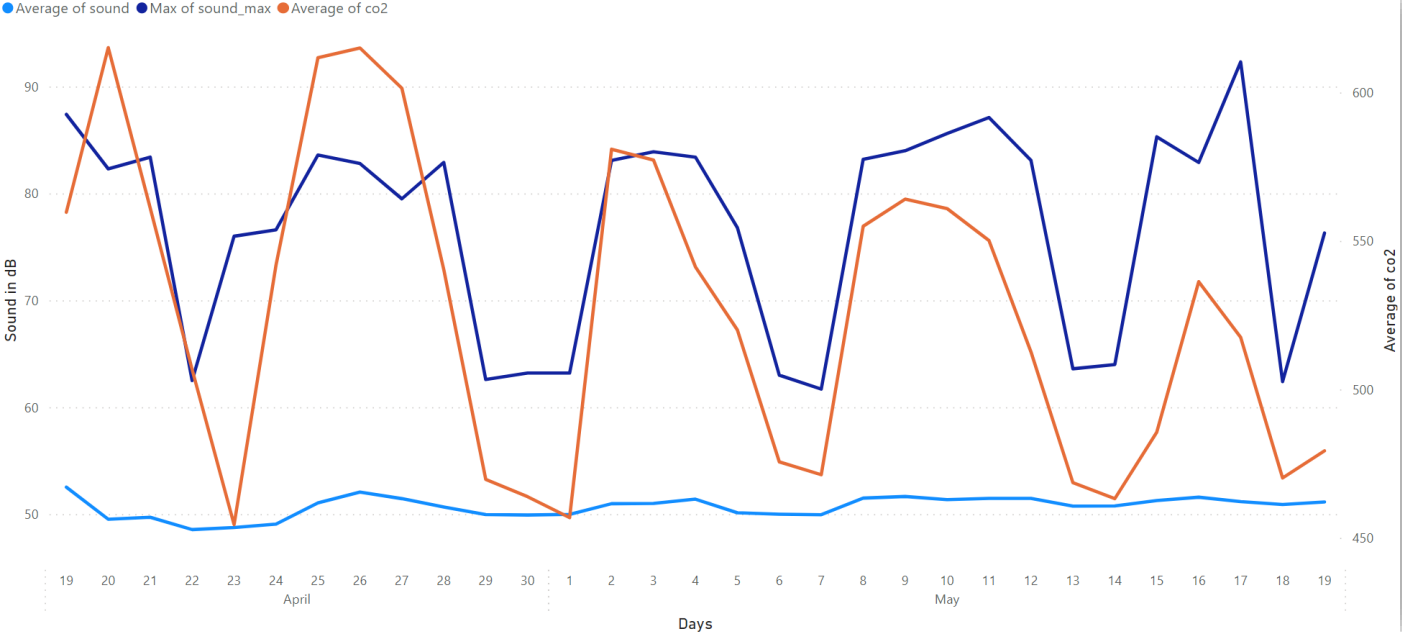 Average of sound Max of sound_max Average of co2
90
80
70
60
50
Sound in dB
600
550
500
450
Average of co2
19 20 21 22 23 24 25 26 27 28 29 30 1 2 3 4 5 6 7 8 9 10 11 12 13 14 15 16 17 18 19
April May
Days